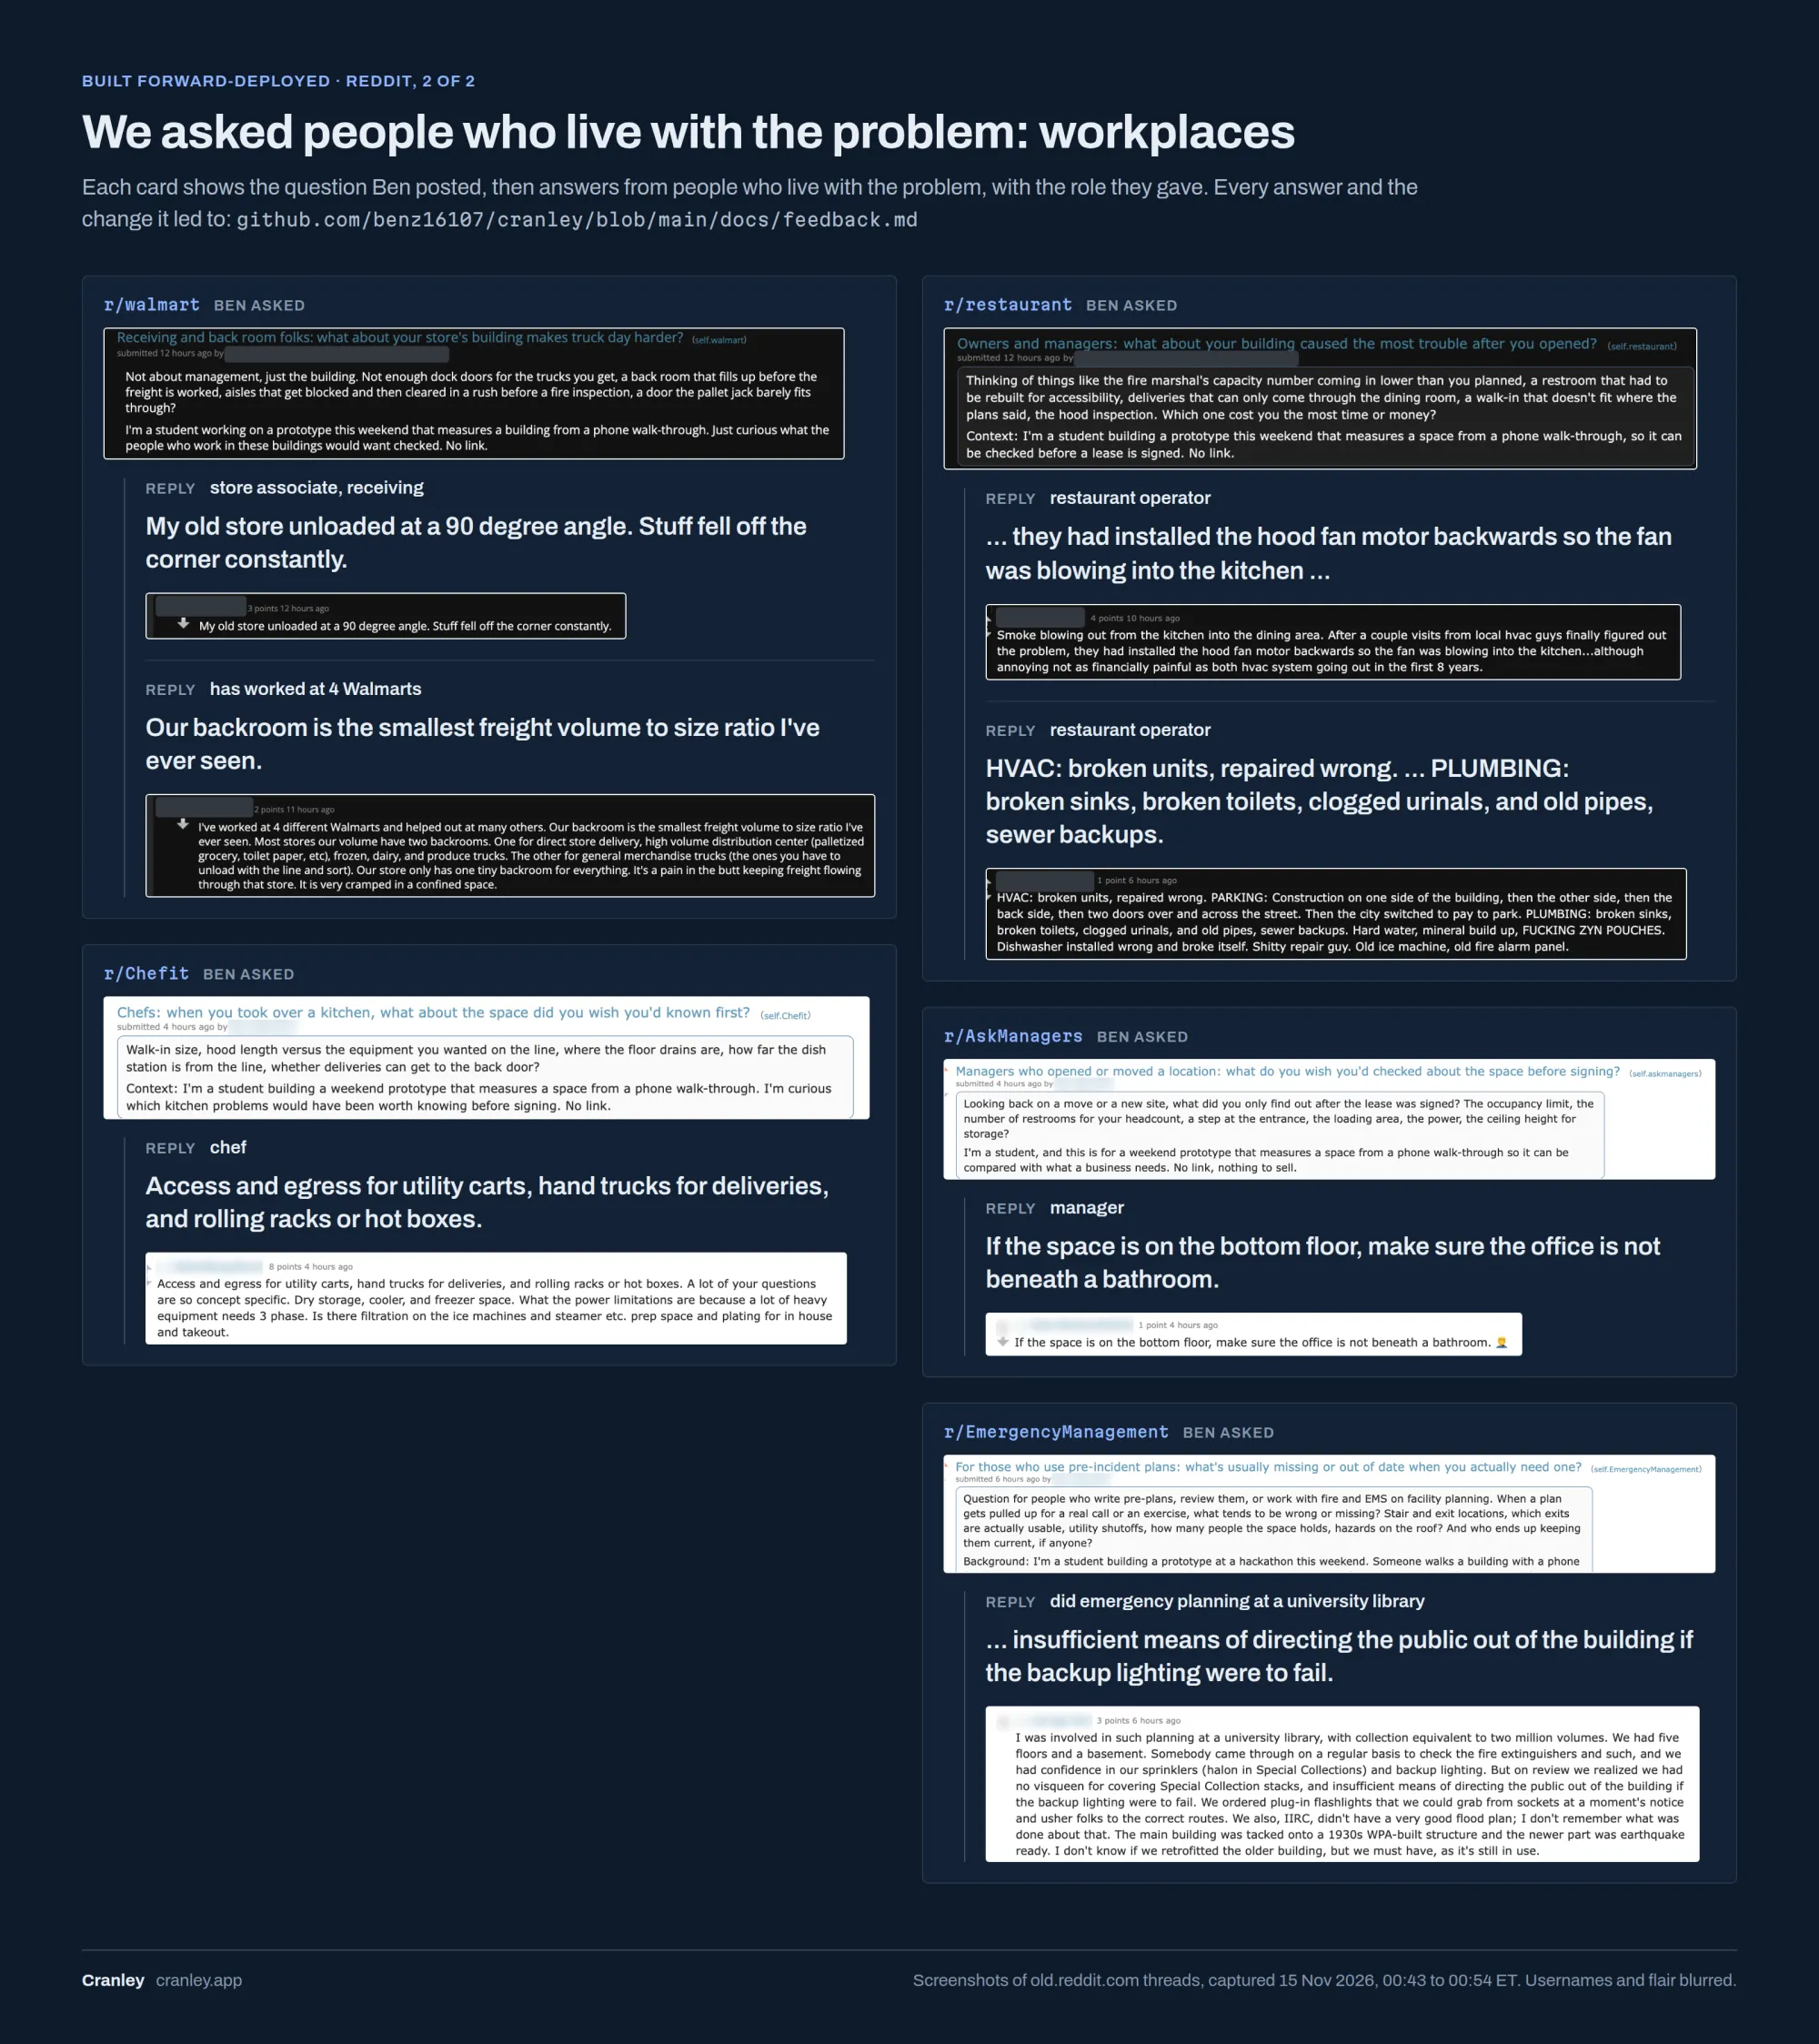 BUILT FORWARD-DEPLOYED · REDDIT, 2 OF 2
We asked people who live with the problem: workplaces
Each card shows the question Ben posted, then answers from people who live with the problem, with the role they gave. Every answer and the
change it led to: github.com/benz16107/cranley/blob/main/docs/feedback.md
r/walmart BEN ASKED
Receiving and back room folks: what about your store's building makes truck day harder? (self.walmart)
submitted 12 hours ago by
Not about management, just the building. Not enough dock doors for the trucks you get, a back room that fills up before the
freight is worked, aisles that get blocked and then cleared in a rush before a fire inspection, a door the pallet jack barely fits
through?
I'm a student working on a prototype this weekend that measures a building from a phone walk-through. Just curious what the
people who work in these buildings would want checked. No link.
REPLY store associate, receiving
My old store unloaded at a 90 degree angle. Stuff fell off the
corner constantly.
3 points 12 hours ago
My old store unloaded at a 90 degree angle. Stuff fell off the corner constantly.
REPLY has worked at 4 Walmarts
Our backroom is the smallest freight volume to size ratio I've
ever seen.
2 points 11 hours ago
I've worked at 4 different Walmarts and helped out at many others. Our backroom is the smallest freight volume to size ratio I've
ever seen. Most stores our volume have two backrooms. One for direct store delivery, high volume distribution center (palletized
grocery, toilet paper, etc), frozen, dairy, and produce trucks. The other for general merchandise trucks (the ones you have to
unload with the line and sort). Our store only has one tiny backroom for everything. It's a pain in the butt keeping freight flowing
through that store. It is very cramped in a confined space.
r/Chefit BEN ASKED
Chefs: when you took over a kitchen, what about the space did you wish you'd known first? (self.Chefit)
submitted 4 hours ago by
Walk-in size, hood length versus the equipment you wanted on the line, where the floor drains are, how far the dish
station is from the line, whether deliveries can get to the back door?
Context: I'm a student building a weekend prototype that measures a space from a phone walk-through. I'm curious
which kitchen problems would have been worth knowing before signing. No link.
REPLY chef
Access and egress for utility carts, hand trucks for deliveries,
and rolling racks or hot boxes.
8 points 4 hours ago
Access and egress for utility carts, hand trucks for deliveries, and rolling racks or hot boxes. A lot of your questions
are so concept specific. Dry storage, cooler, and freezer space. What the power limitations are because a lot of heavy
equipment needs 3 phase. Is there filtration on the ice machines and steamer etc. prep space and plating for in house
and takeout.
r/restaurant BEN ASKED
Owners and managers: what about your building caused the most trouble after you opened? (self.restaurant)
submitted 12 hours ago by
Thinking of things like the fire marshal's capacity number coming in lower than you planned, a restroom that had to
be rebuilt for accessibility, deliveries that can only come through the dining room, a walk-in that doesn't fit where the
plans said, the hood inspection. Which one cost you the most time or money?
Context: I'm a student building a prototype this weekend that measures a space from a phone walk-through, so it can
be checked before a lease is signed. No link.
REPLY restaurant operator
... they had installed the hood fan motor backwards so the fan
was blowing into the kitchen ...
4 points 10 hours ago
Smoke blowing out from the kitchen into the dining area. After a couple visits from local hvac guys finally figured out
the problem, they had installed the hood fan motor backwards so the fan was blowing into the kitchen...although
annoying not as financially painful as both hvac system going out in the first 8 years.
REPLY restaurant operator
HVAC: broken units, repaired wrong. ... PLUMBING:
broken sinks, broken toilets, clogged urinals, and old pipes,
sewer backups.
1 point 6 hours ago
HVAC: broken units, repaired wrong. PARKING: Construction on one side of the building, then the other side, then the
back side, then two doors over and across the street. Then the city switched to pay to park. PLUMBING: broken sinks,
broken toilets, clogged urinals, and old pipes, sewer backups. Hard water, mineral build up, FUCKING ZYN POUCHES.
Dishwasher installed wrong and broke itself. Shitty repair guy. Old ice machine, old fire alarm panel.
r/AskManagers BEN ASKED
Managers who opened or moved a location: what do you wish you'd checked about the space before signing? (self.askmanagers)
submitted 4 hours ago by
Looking back on a move or a new site, what did you only find out after the lease was signed? The occupancy limit, the
number of restrooms for your headcount, a step at the entrance, the loading area, the power, the ceiling height for
storage?
I'm a student, and this is for a weekend prototype that measures a space from a phone walk-through so it can be
compared with what a business needs. No link, nothing to sell.
REPLY manager
If the space is on the bottom floor, make sure the office is not
beneath a bathroom.
1 point 4 hours ago
If the space is on the bottom floor, make sure the office is not beneath a bathroom.
r/EmergencyManagement BEN ASKED
For those who use pre-incident plans: what's usually missing or out of date when you actually need one? (self.EmergencyManagement)
submitted 6 hours ago by
Question for people who write pre-plans, review them, or work with fire and EMS on facility planning. When a plan
gets pulled up for a real call or an exercise, what tends to be wrong or missing? Stair and exit locations, which exits
are actually usable, utility shutoffs, how many people the space holds, hazards on the roof? And who ends up keeping
them current, if anyone?
Background: I'm a student building a prototype at a hackathon this weekend. Someone walks a building with a phone
REPLY did emergency planning at a university library
... insufficient means of directing the public out of the building if
the backup lighting were to fail.
3 points 6 hours ago
I was involved in such planning at a university library, with collection equivalent to two million volumes. We had five
floors and a basement. Somebody came through on a regular basis to check the fire extinguishers and such, and we
had confidence in our sprinklers (halon in Special Collections) and backup lighting. But on review we realized we had
no visqueen for covering Special Collection stacks, and insufficient means of directing the public out of the building if
the backup lighting were to fail. We ordered plug-in flashlights that we could grab from sockets at a moment's notice
and usher folks to the correct routes. We also, IIRC, didn't have a very good flood plan; I don't remember what was
done about that. The main building was tacked onto a 1930s WPA-built structure and the newer part was earthquake
ready. I don't know if we retrofitted the older building, but we must have, as it's still in use.
Cranley cranley.app
Screenshots of old.reddit.com threads, captured 15 Nov 2026, 00:43 to 00:54 ET. Usernames and flair blurred.